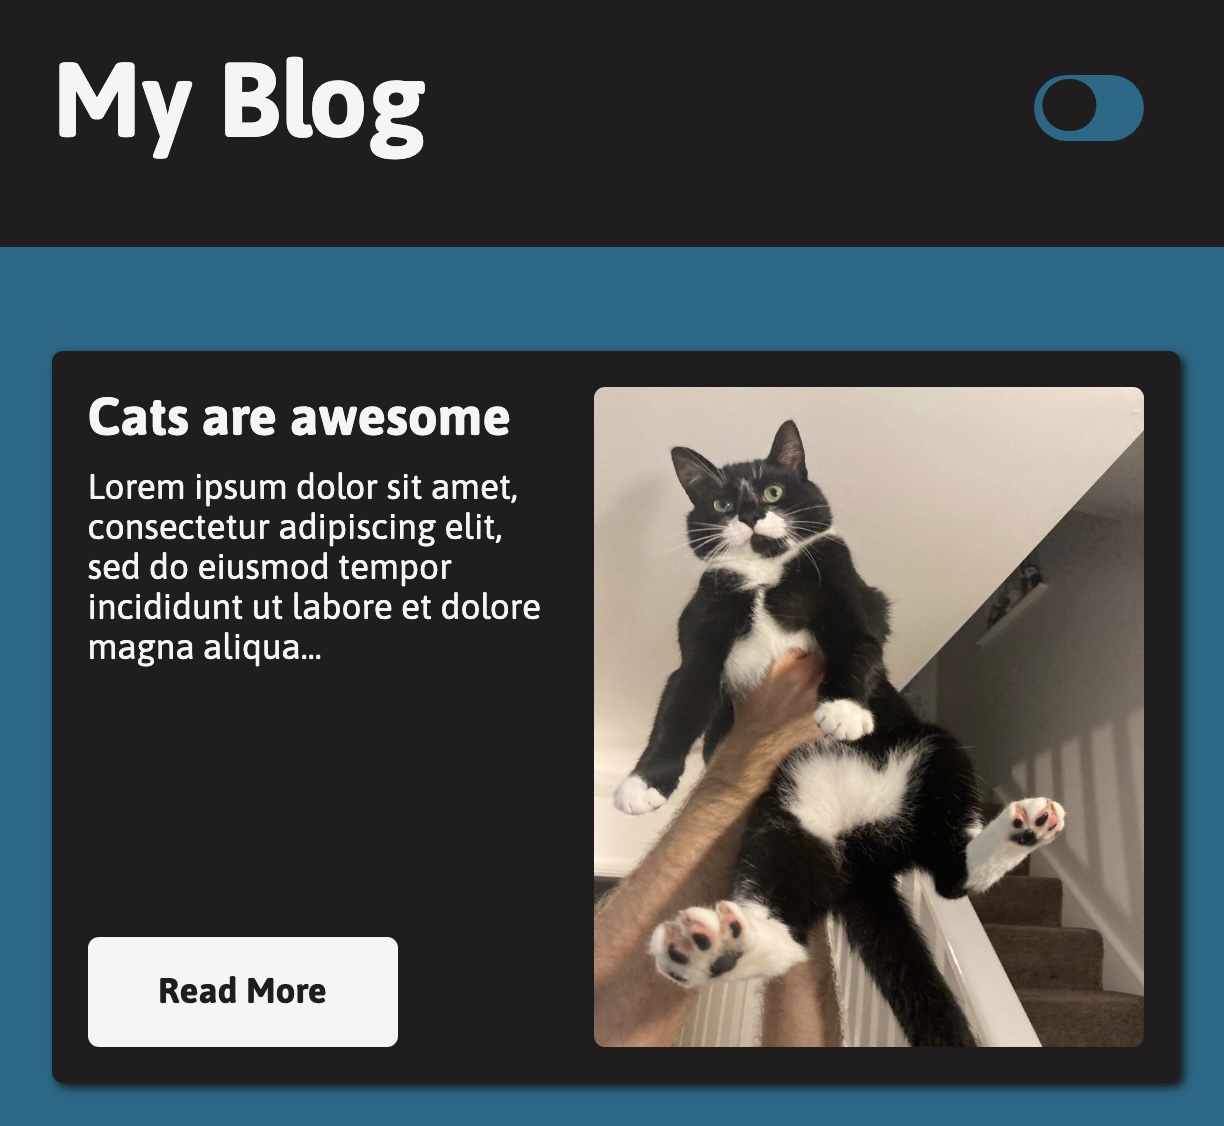 My Blog
Cats are awesome
Lorem ipsum dolor sit amet,
consectetur adipiscing elit,
sed do eiusmod tempor
incididunt ut labore et dolore
magna aliqua...
Read More